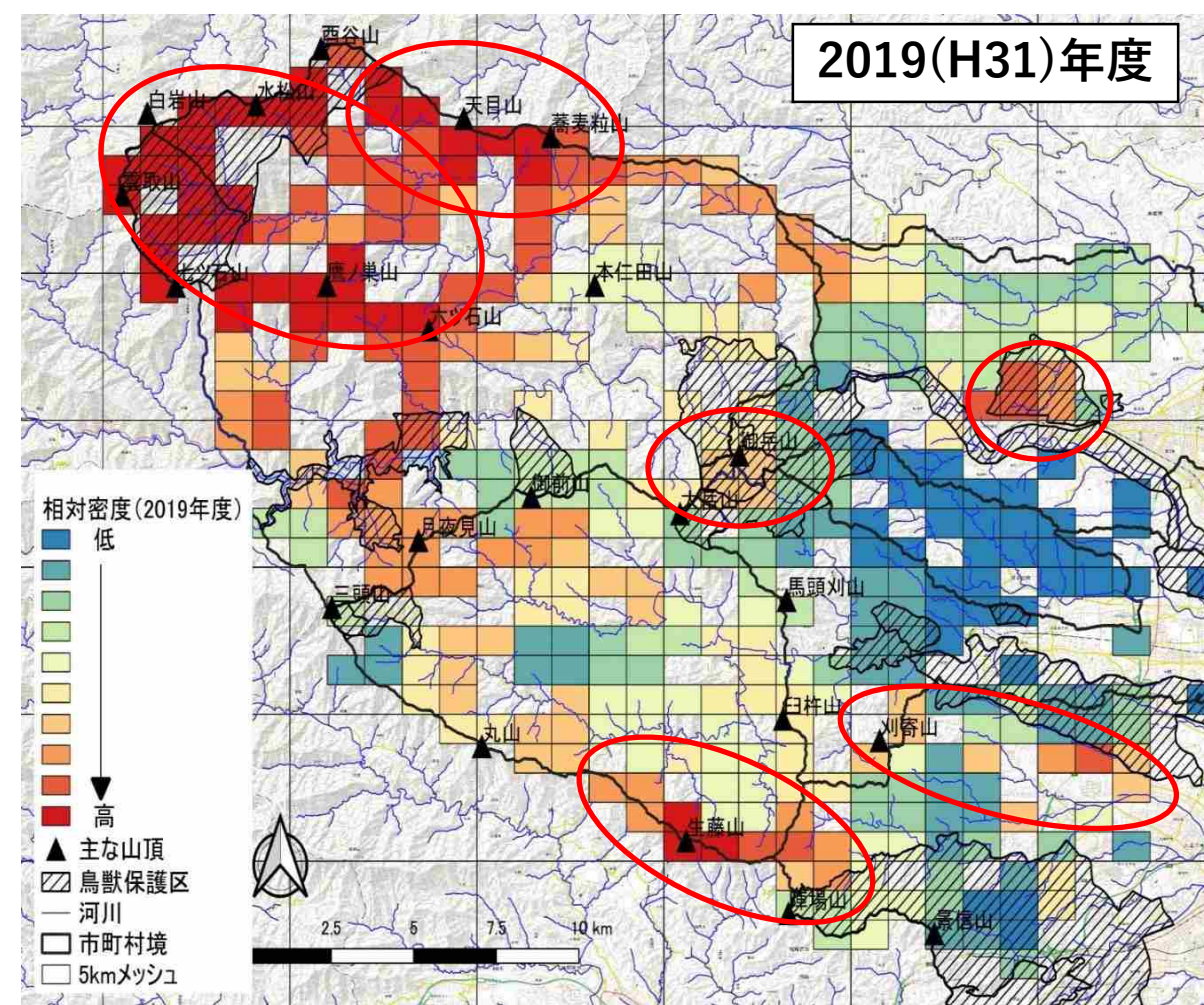 2019(H31)年度
酉谷山
白岩山
水松山
天目山
蕎麦粒山
雲取山
七ツ石山
鷹ノ巣山
本仁田山
六ツ石山
御岳山
御前山
大岳山
月夜見山
三頭山
馬頭刈山
臼杵山
刈寄山
丸山
生藤山
陣場山
景信山
相対密度(2019年度)
低
高
主な山頂
鳥獣保護区
河川
市町村境
5kmメッシュ
2.5 5 7.5 10 km